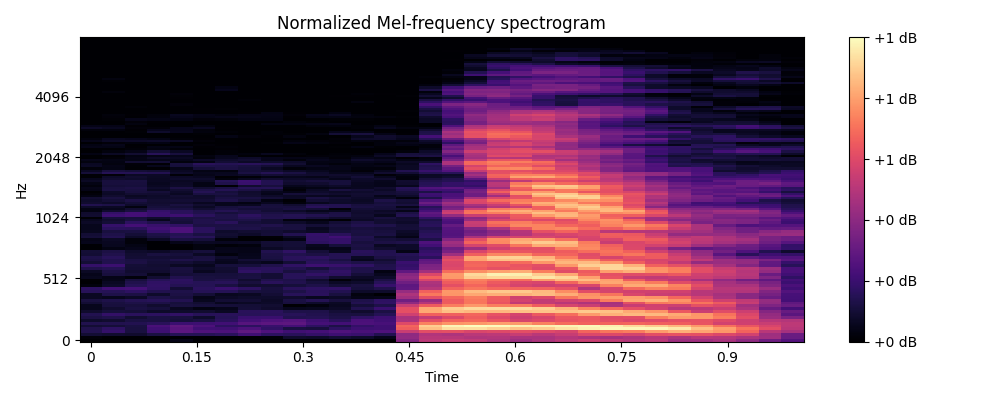 Normalized Mel-frequency spectrogram
Hz
4096
2048
1024
512
0
0 0.15 0.3 0.45 0.6 0.75 0.9
Time
+1 dB
+1 dB
+1 dB
+0 dB
+0 dB
+0 dB